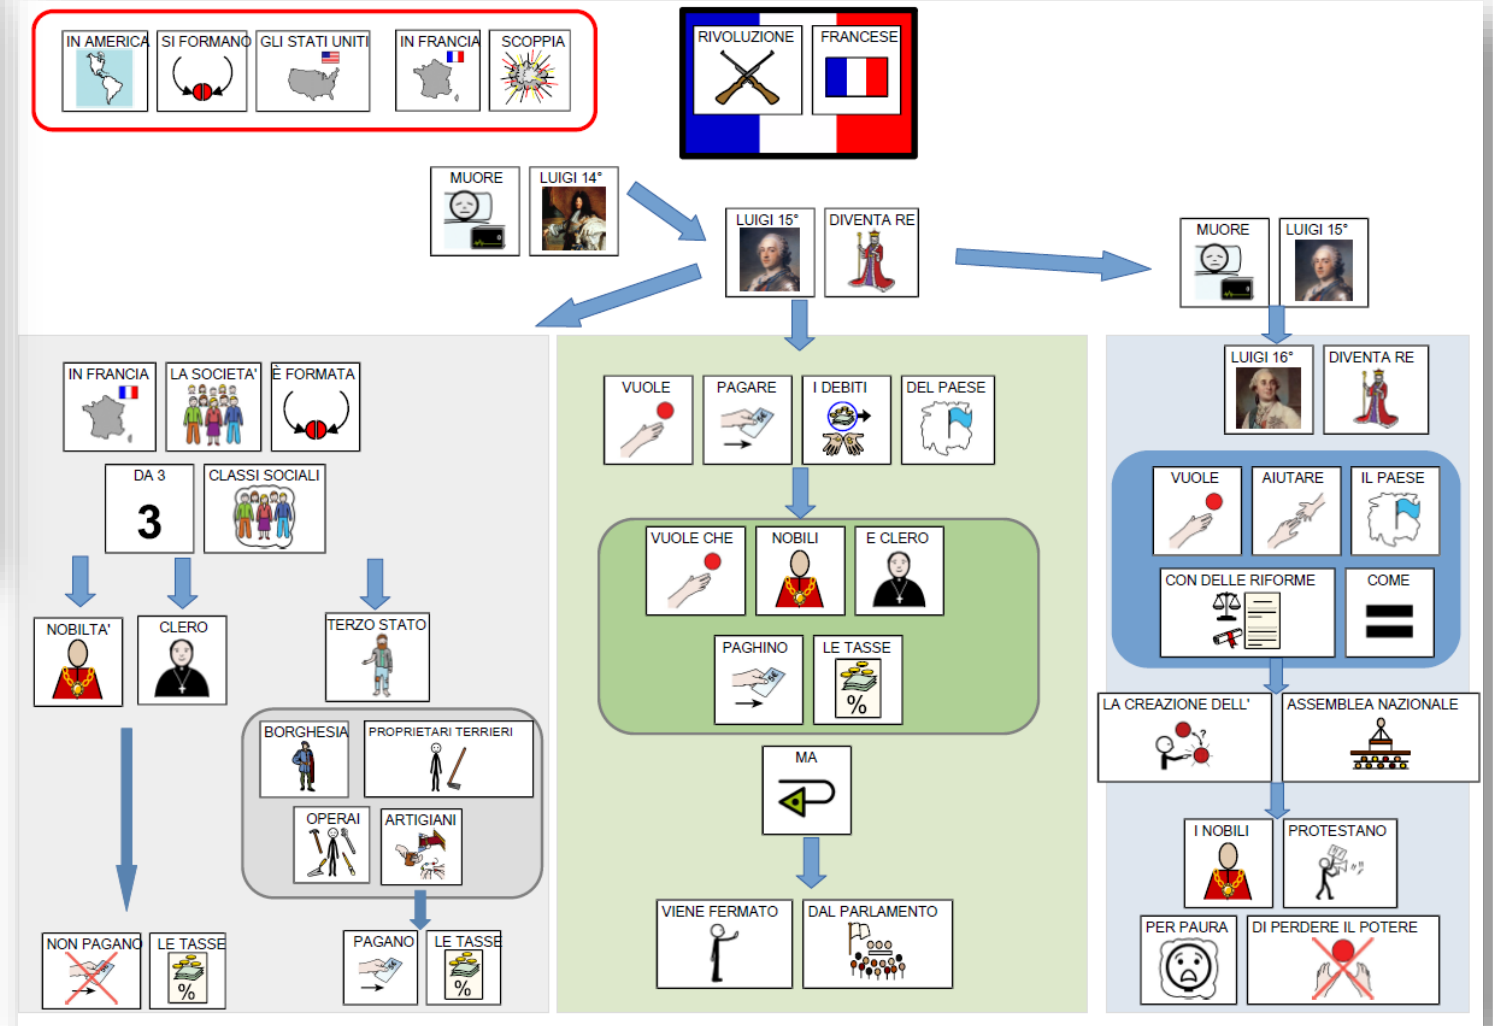 IN AMERICA
SI FORMANO
GLI STATI UNITI
IN FRANCIA
SCOPPIA
RIVOLUZIONE
FRANCESE
MUORE
LUIGI 14°
LUIGI 15°
DIVENTA RE
MUORE
LUIGI 15°
IN FRANCIA
LA SOCIETA'
È FORMATA
DA 3
3
CLASSI SOCIALI
NOBILTA'
CLERO
TERZO STATO
BORGHESIA
PROPRIETARI TERRIERI
OPERAI
ARTIGIANI
NON PAGANO
LE TASSE
%
PAGANO
5€
LE TASSE
%
VUOLE
PAGARE
5€
I DEBITI
DEL PAESE
VUOLE CHE
NOBILI
E CLERO
PAGHINO
5€
LE TASSE
%
MA
VIENE FERMATO
DAL PARLAMENTO
LUIGI 16°
DIVENTA RE
VUOLE
AIUTARE
IL PAESE
CON DELLE RIFORME
COME
LA CREAZIONE DELL'
?
ASSEMBLEA NAZIONALE
I NOBILI
PROTESTANO
PER PAURA
DI PERDERE IL POTERE